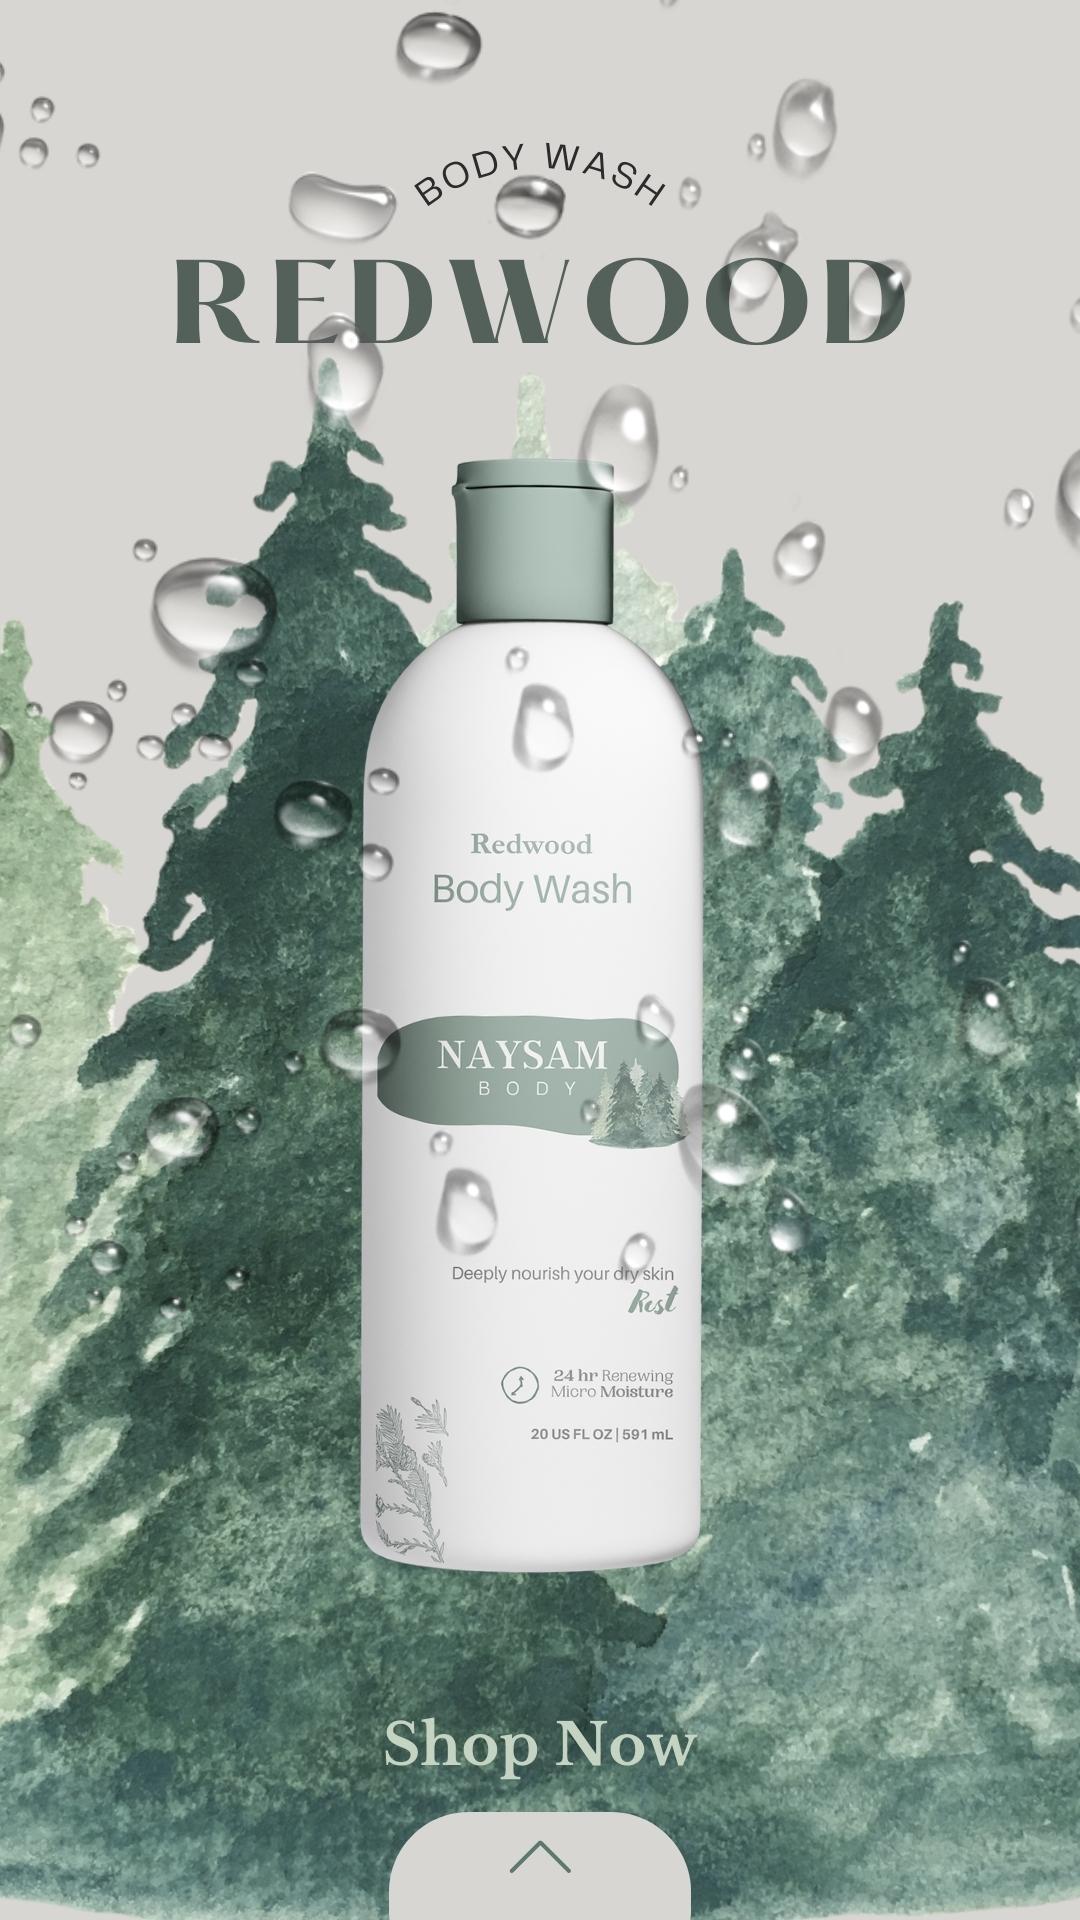 BODY WASH
REDWOOD
Redwood
Body Wash
NAYSAM
BODY
Deeply nourish your dry skin
Rest
24 hr Renewing
Micro Moisture
20 US FL OZ | 591 mL
Shop Now